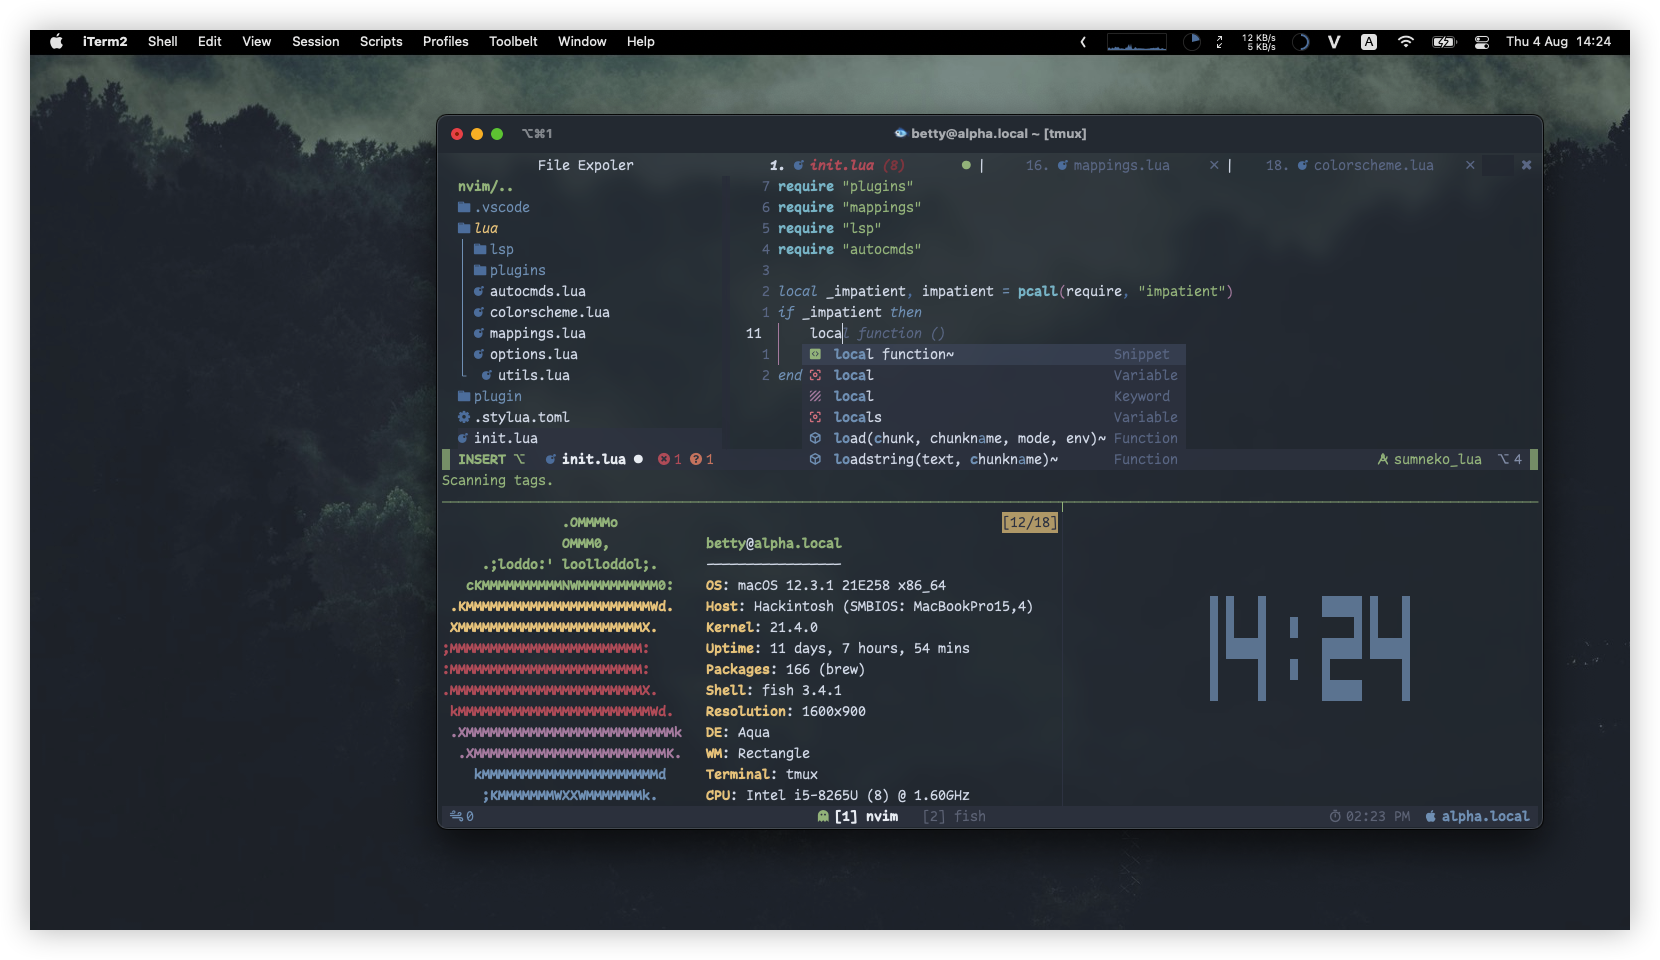 iTerm2 Shell Edit View Session Scripts Profiles Toolbelt Window Help
12 KB/s
5 KB/s
V A Thu 4 Aug 14:24
⌥⌘1 betty@alpha.local ~ [tmux]
File Expoler
1. init.lua (8) ● | 16. mappings.lua × | 18. colorscheme.lua ×
nvim/..
.vscode
lua
lsp
plugins
autocmds.lua
colorscheme.lua
mappings.lua
options.lua
utils.lua
plugin
.stylua.toml
init.lua
7 require "plugins"
6 require "mappings"
5 require "lsp"
4 require "autocmds"
3
2 local _impatient, impatient = pcall(require, "impatient")
1 if _impatient then
11 local function ()
1
2 end
local function~ Snippet
local Variable
local Keyword
locals Variable
load(chunk, chunkname, mode, env)~ Function
loadstring(text, chunkname)~ Function
INSERT ⌥ init.lua ● 1 1 sumneko_lua ⌥ 4
Scanning tags.
[12/18]
.OMMMMo
OMMM0,
.;loddo:' loolloddol;.
cKMMMMMMMMMMNWMMMMMMMMMM0:
.KMMMMMMMMMMMMMMMMMMMMMMMWd.
XMMMMMMMMMMMMMMMMMMMMMMMX.
;MMMMMMMMMMMMMMMMMMMMMMMM:
:MMMMMMMMMMMMMMMMMMMMMMMM:
.MMMMMMMMMMMMMMMMMMMMMMMMX.
kMMMMMMMMMMMMMMMMMMMMMMMMWd.
.XMMMMMMMMMMMMMMMMMMMMMMMMMMk
.XMMMMMMMMMMMMMMMMMMMMMMMMK.
kMMMMMMMMMMMMMMMMMMMMMMd
;KMMMMMMMWXXWMMMMMMMk.
betty@alpha.local
-----------------
OS: macOS 12.3.1 21E258 x86_64
Host: Hackintosh (SMBIOS: MacBookPro15,4)
Kernel: 21.4.0
Uptime: 11 days, 7 hours, 54 mins
Packages: 166 (brew)
Shell: fish 3.4.1
Resolution: 1600x900
DE: Aqua
WM: Rectangle
Terminal: tmux
CPU: Intel i5-8265U (8) @ 1.60GHz
14:24
0 [1] nvim [2] fish 02:23 PM alpha.local